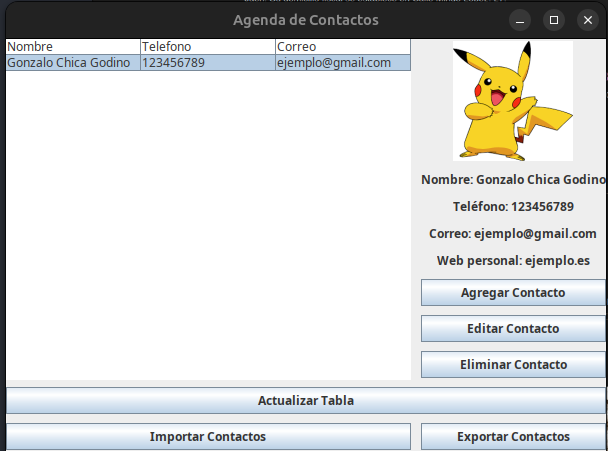 Agenda de Contactos
Nombre Telefono Correo
Gonzalo Chica Godino 123456789 ejemplo@gmail.com
Nombre: Gonzalo Chica Godino
Teléfono: 123456789
Correo: ejemplo@gmail.com
Web personal: ejemplo.es
Agregar Contacto
Editar Contacto
Eliminar Contacto
Actualizar Tabla
Importar Contactos Exportar Contactos